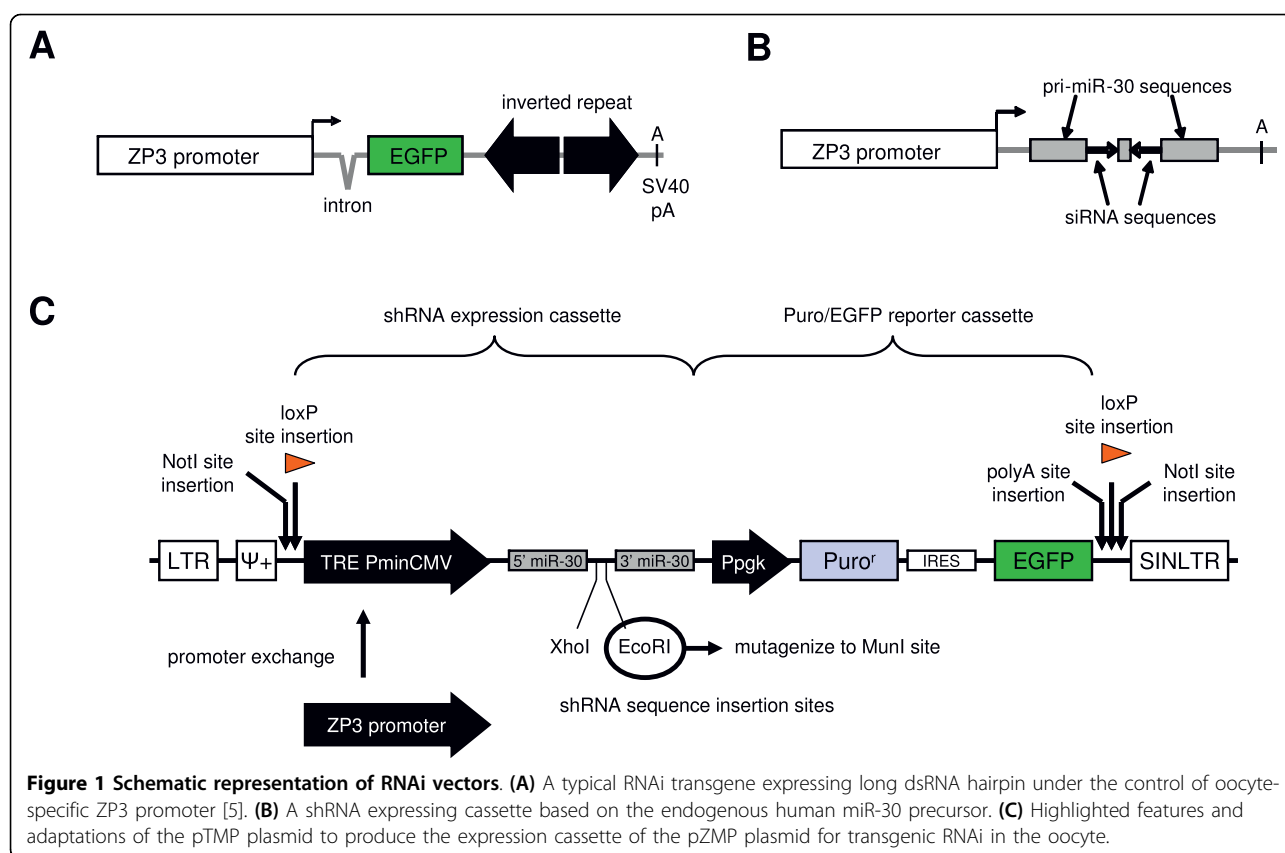 A
inverted repeat
ZP3 promoter
EGFP
A
intron
SV40
pA
B
pri-miR-30 sequences
ZP3 promoter
A
siRNA sequences
C
shRNA expression cassette
Puro/EGFP reporter cassette
loxP
site insertion
NotI site
insertion
loxP
site insertion
polyA site
insertion
NotI site
insertion
LTR
Ψ+
TRE PminCMV
5' miR-30
3' miR-30
Ppgk
Puroʳ
IRES
EGFP
SINLTR
promoter exchange
XhoI
EcoRI
mutagenize to MunI site
shRNA sequence insertion sites
ZP3 promoter
Figure 1 Schematic representation of RNAi vectors. (A) A typical RNAi transgene expressing long dsRNA hairpin under the control of oocyte-
specific ZP3 promoter [5]. (B) A shRNA expressing cassette based on the endogenous human miR-30 precursor. (C) Highlighted features and
adaptations of the pTMP plasmid to produce the expression cassette of the pZMP plasmid for transgenic RNAi in the oocyte.